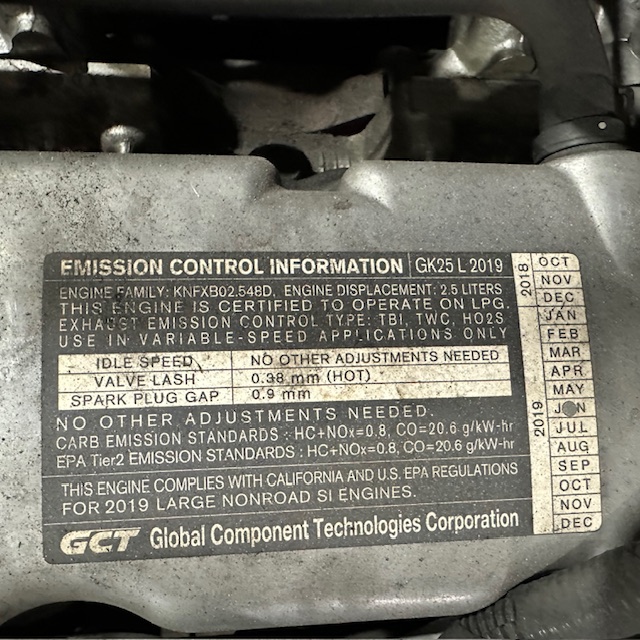 EMISSION CONTROL INFORMATION GK25 L 2019
ENGINE FAMILY: KNFXB02.548D, ENGINE DISPLACEMENT: 2.5 LITERS
THIS ENGINE IS CERTIFIED TO OPERATE ON LPG.
EXHAUST EMISSION CONTROL TYPE: TBI, TWC, HO2S
USE IN VARIABLE-SPEED APPLICATIONS ONLY
IDLE SPEED NO OTHER ADJUSTMENTS NEEDED
VALVE LASH 0.38 mm (HOT)
SPARK PLUG GAP 0.9 mm
NO OTHER ADJUSTMENTS NEEDED.
CARB EMISSION STANDARDS : HC+NOx=0.8, CO=20.6 g/kW-hr
EPA Tier2 EMISSION STANDARDS : HC+NOx=0.8, CO=20.6 g/kW-hr
THIS ENGINE COMPLIES WITH CALIFORNIA AND U.S. EPA REGULATIONS
FOR 2019 LARGE NONROAD SI ENGINES.
GCT Global Component Technologies Corporation
2018
OCT
NOV
DEC
2019
JAN
FEB
MAR
APR
MAY
JUN
JUL
AUG
SEP
OCT
NOV
DEC